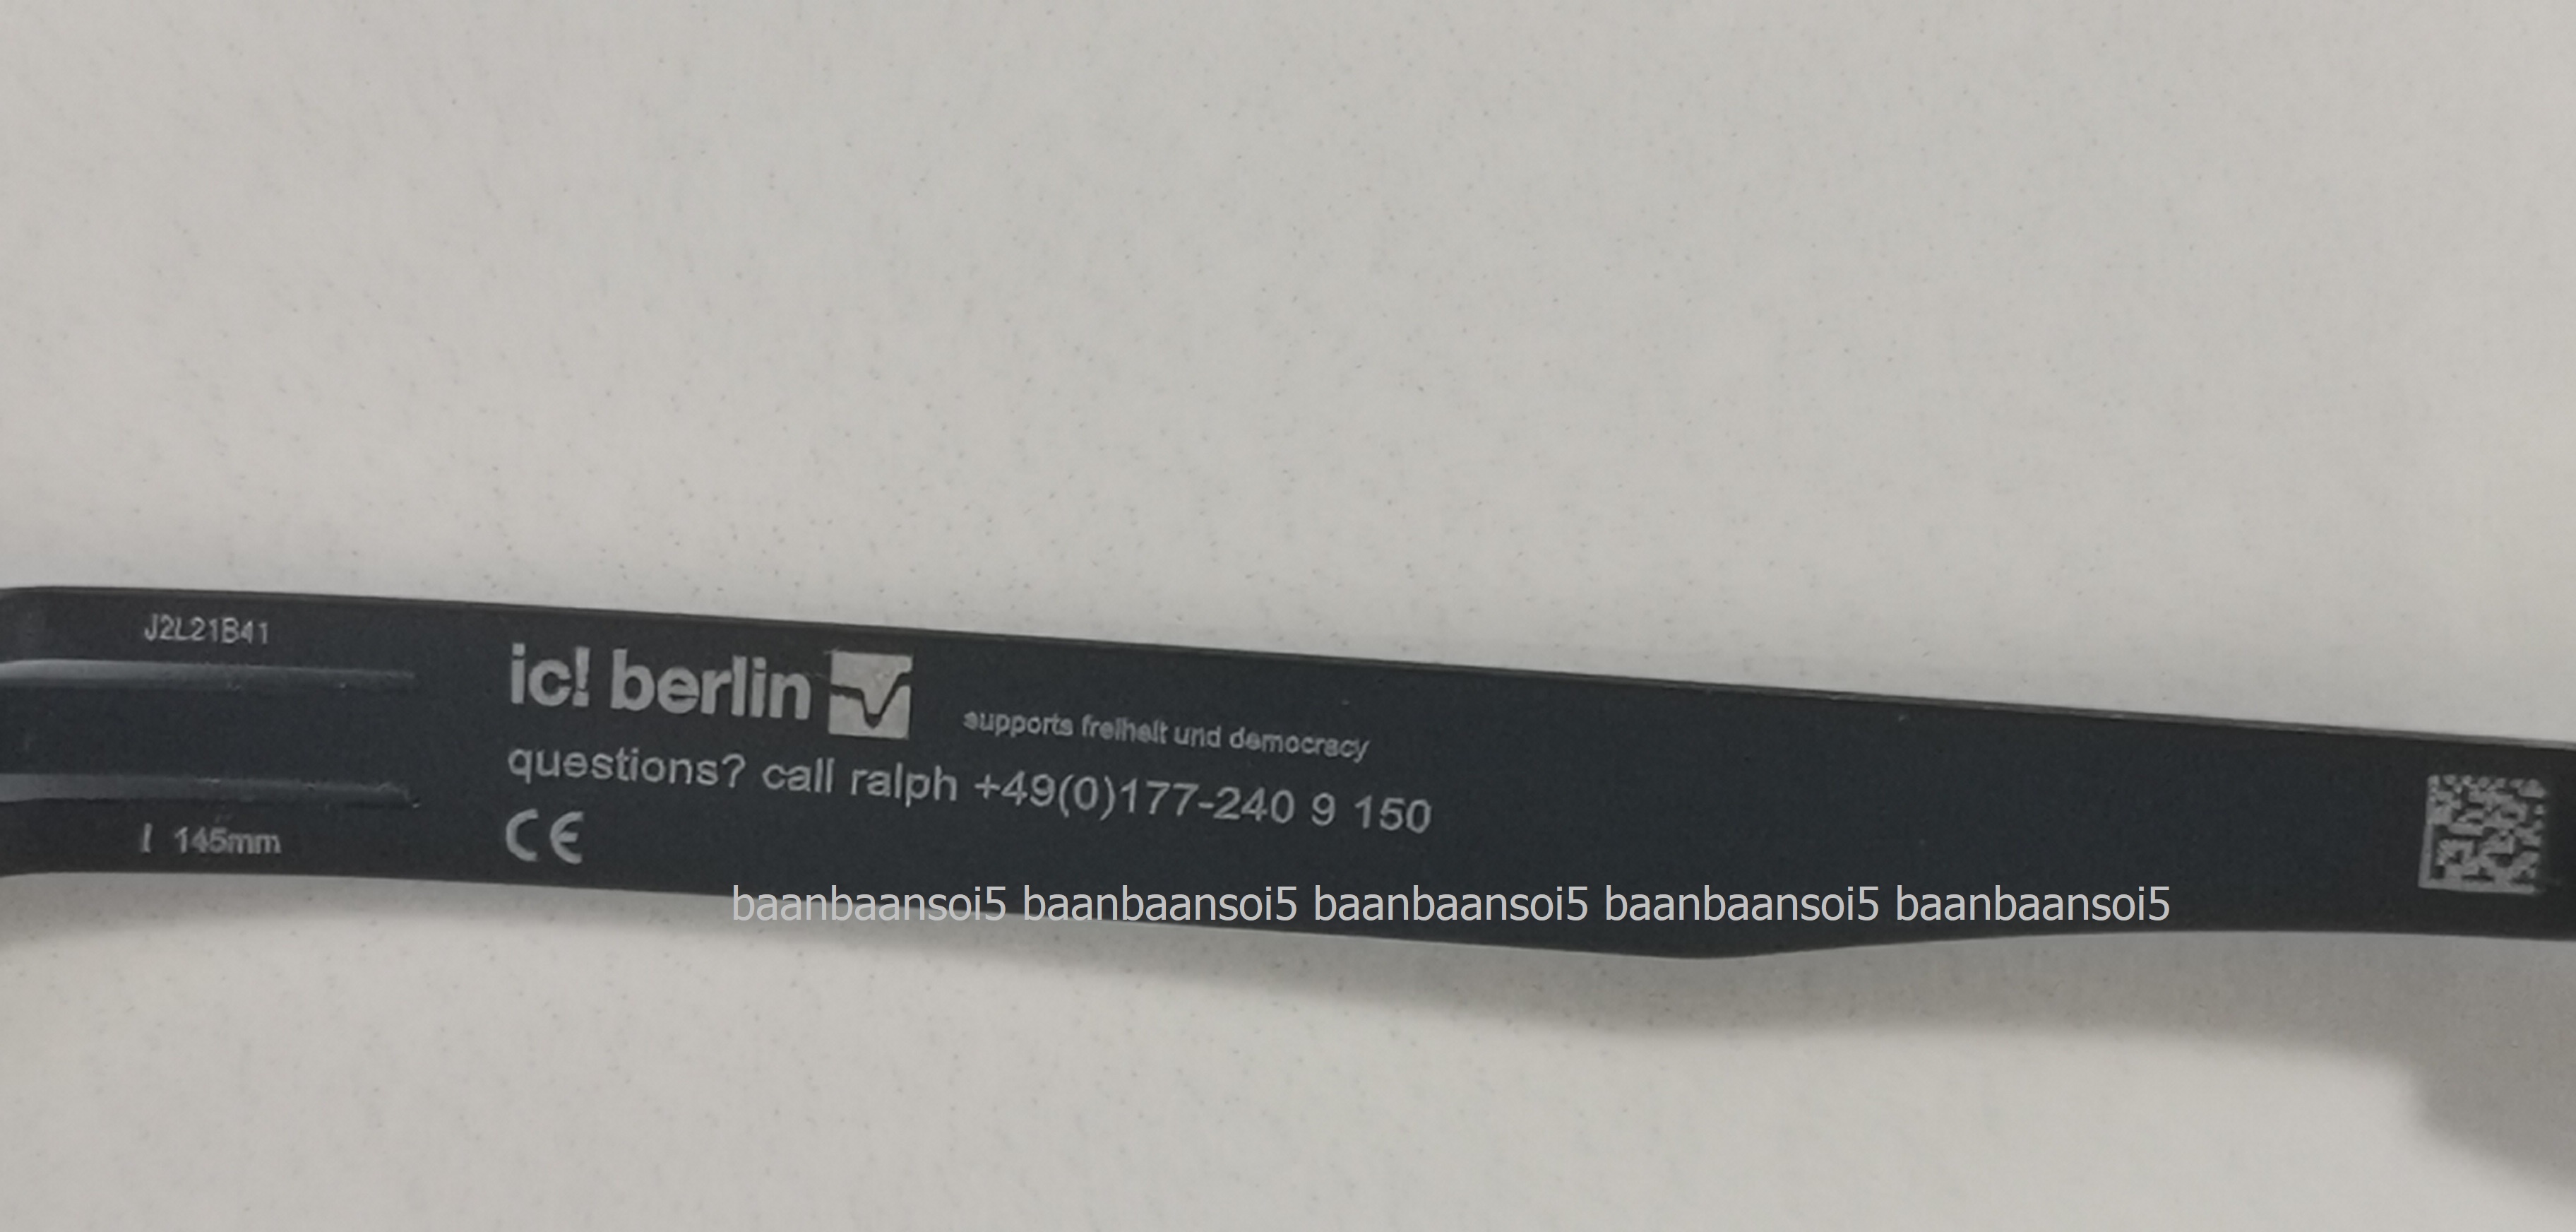 J2L21B41
ic! berlin
supports freiheit und democracy
questions? call ralph +49(0)177-240 9 150
l 145mm
CE
baanbaansoi5 baanbaansoi5 baanbaansoi5 baanbaansoi5 baanbaansoi5